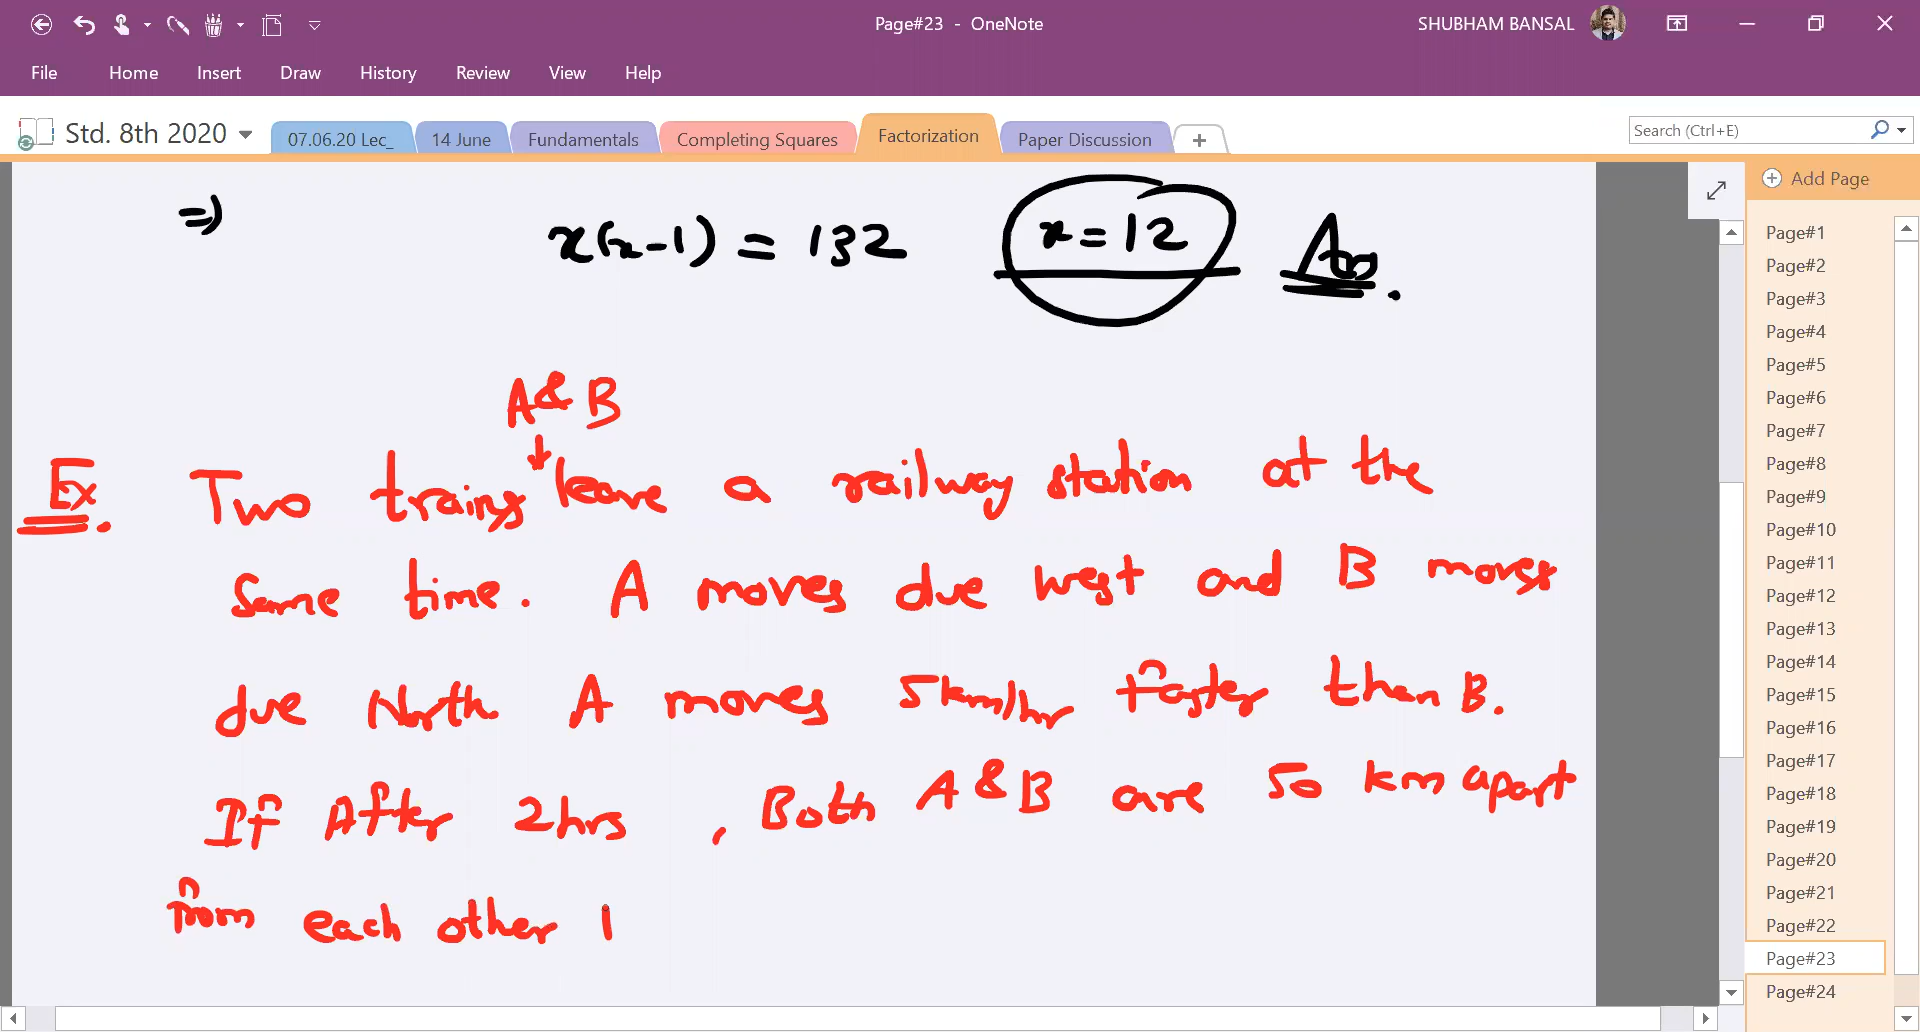 Page#23 - OneNote
SHUBHAM BANSAL
File Home Insert Draw History Review View Help
Std. 8th 2020
07.06.20 Lec_ 14 June Fundamentals Completing Squares Factorization Paper Discussion +
Search (Ctrl+E)
Add Page
⇒ x(x-1) = 132 x=12 Ans.
A & B
Ex. Two trains ↓ leave a railway station at the
same time. A moves due west and B moves
due North A moves 5km/hr faster than B.
If After 2hrs , Both A & B are 50 km apart
from each other
Page#1
Page#2
Page#3
Page#4
Page#5
Page#6
Page#7
Page#8
Page#9
Page#10
Page#11
Page#12
Page#13
Page#14
Page#15
Page#16
Page#17
Page#18
Page#19
Page#20
Page#21
Page#22
Page#23
Page#24